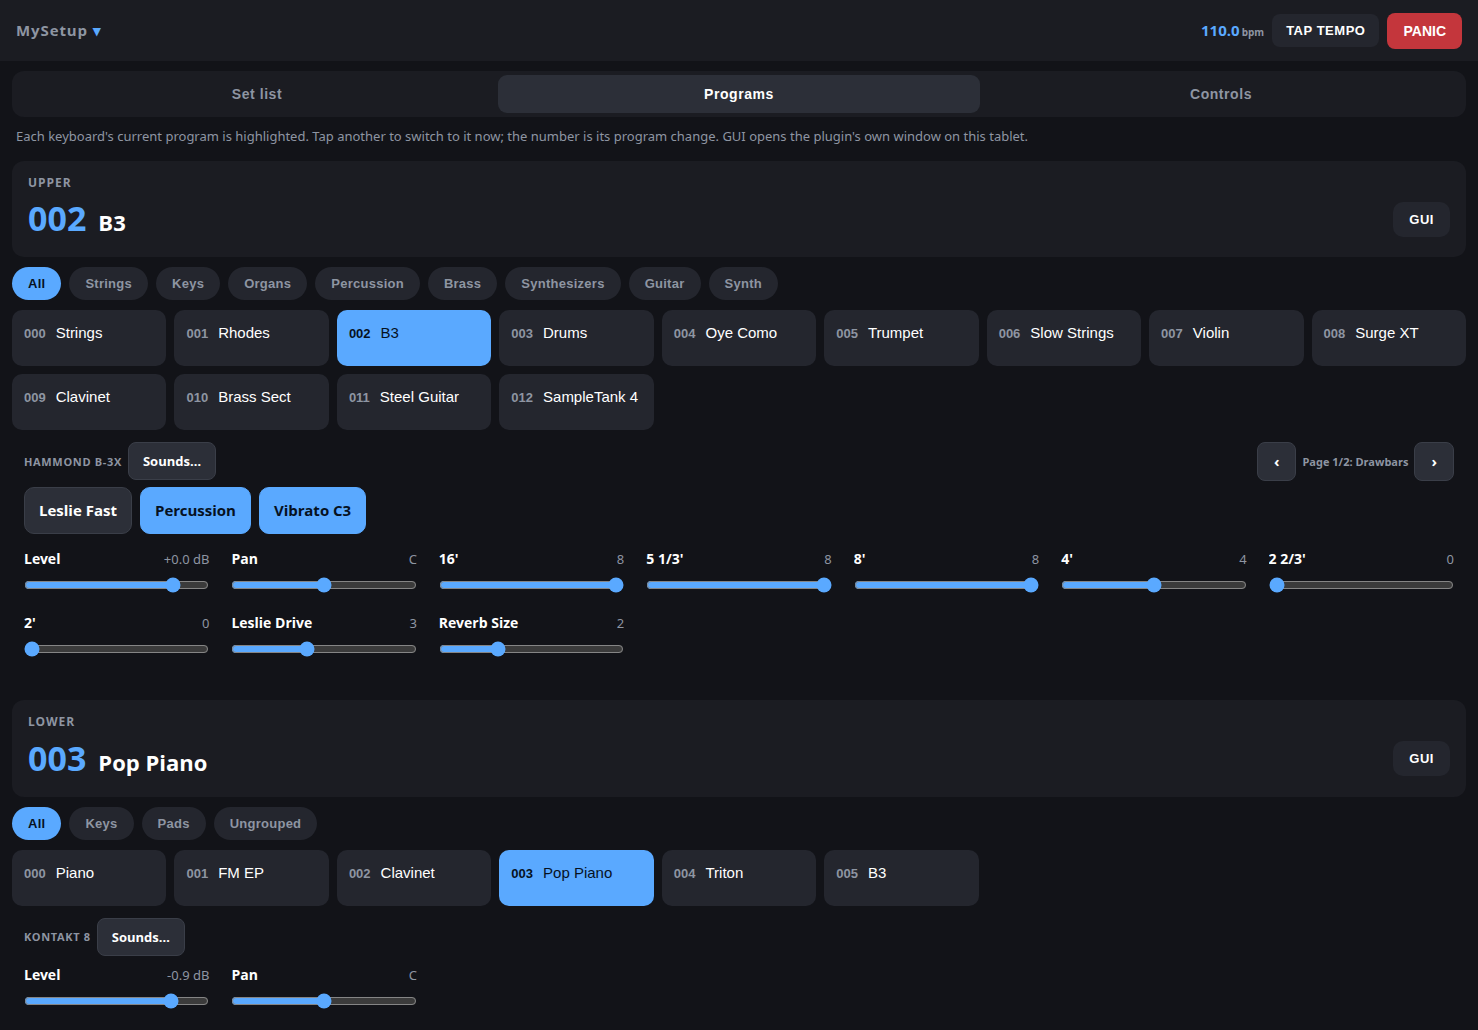 MySetup ▼
110.0 bpm TAP TEMPO PANIC
Set list Programs Controls
Each keyboard's current program is highlighted. Tap another to switch to it now; the number is its program change. GUI opens the plugin's own window on this tablet.
UPPER
002 B3 GUI
All Strings Keys Organs Percussion Brass Synthesizers Guitar Synth
000 Strings 001 Rhodes 002 B3 003 Drums 004 Oye Como 005 Trumpet 006 Slow Strings 007 Violin 008 Surge XT
009 Clavinet 010 Brass Sect 011 Steel Guitar 012 SampleTank 4
HAMMOND B-3X Sounds... ‹ Page 1/2: Drawbars ›
Leslie Fast Percussion Vibrato C3
Level +0.0 dB Pan C 16' 8 5 1/3' 8 8' 8 4' 4 2 2/3' 0
2' 0 Leslie Drive 3 Reverb Size 2
LOWER
003 Pop Piano GUI
All Keys Pads Ungrouped
000 Piano 001 FM EP 002 Clavinet 003 Pop Piano 004 Triton 005 B3
KONTAKT 8 Sounds...
Level -0.9 dB Pan C